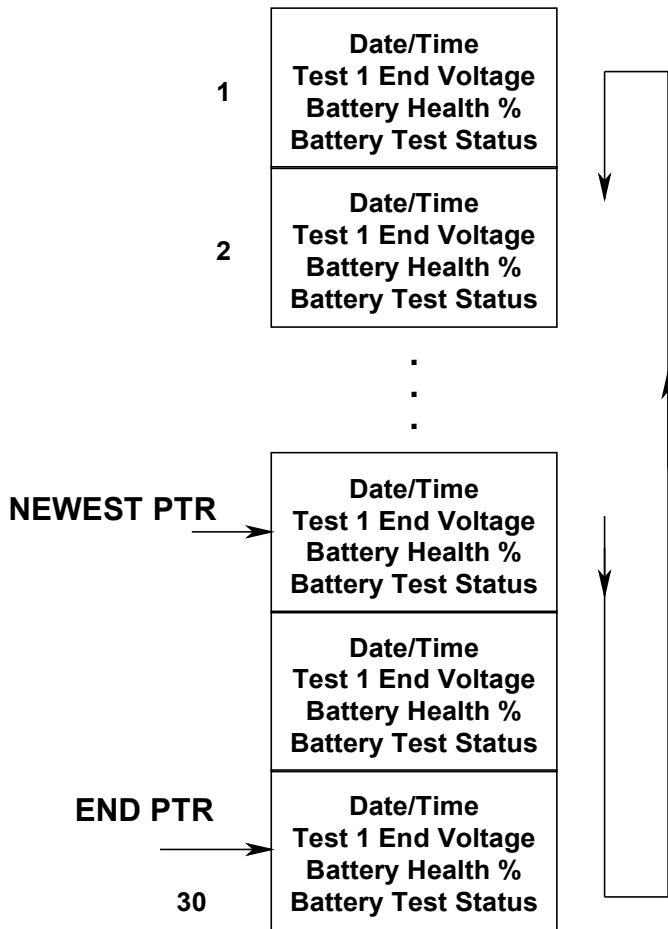 Date/Time
Test 1 End Voltage
1
Battery Health %
Battery Test Status
Date/Time
Test 1 End Voltage
2
Battery Health %
Battery Test Status
.
.
.
NEWEST PTR
Date/Time
Test 1 End Voltage
Battery Health %
Battery Test Status
Date/Time
Test 1 End Voltage
Battery Health %
Battery Test Status
END PTR
Date/Time
Test 1 End Voltage
Battery Health %
30
Battery Test Status